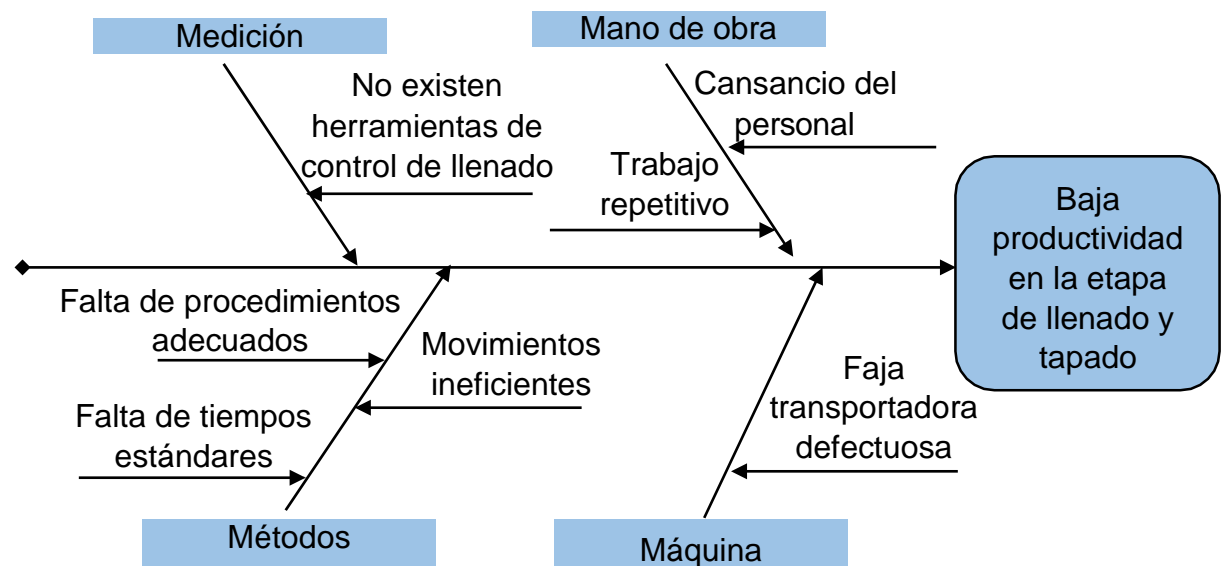 Medición
Mano de obra
No existen
herramientas de
control de llenado
Cansancio del
personal
Trabajo
repetitivo
Baja
productividad
en la etapa
de llenado y
tapado
Falta de procedimientos
adecuados
Movimientos
ineficientes
Falta de tiempos
estándares
Faja
transportadora
defectuosa
Métodos
Máquina